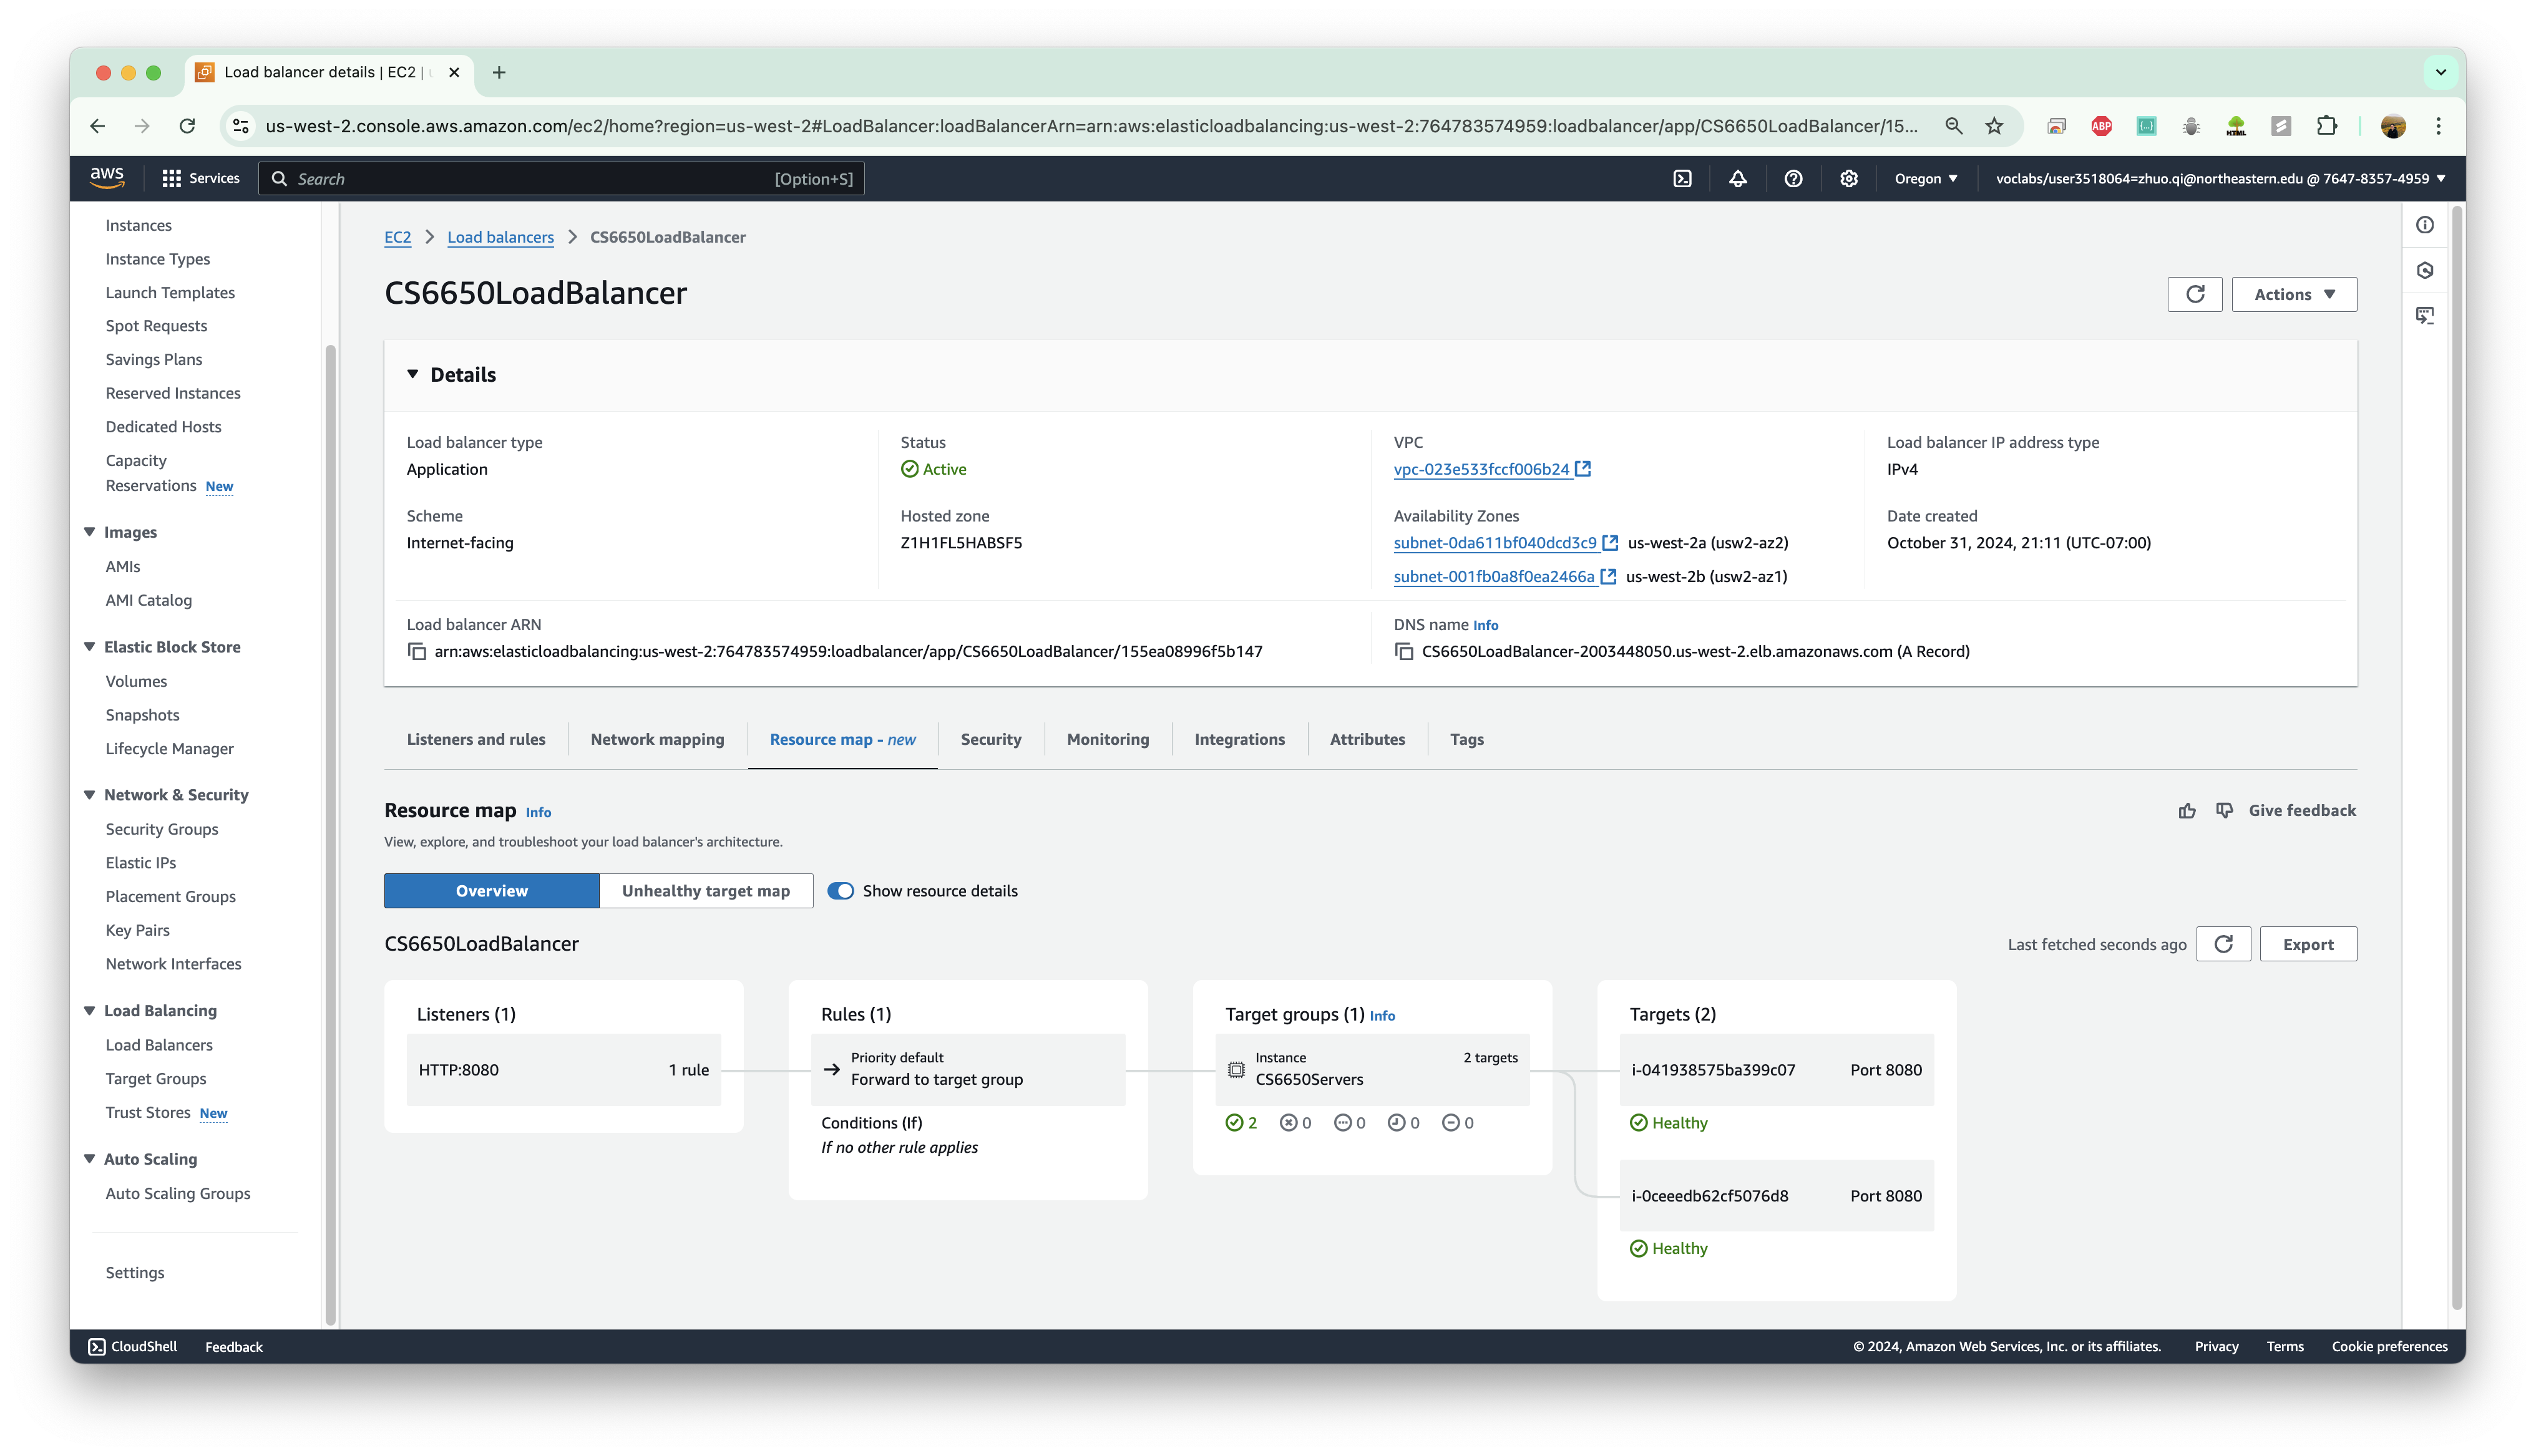 Load balancer details | EC2 |
us-west-2.console.aws.amazon.com/ec2/home?region=us-west-2#LoadBalancer:loadBalancerArn=arn:aws:elasticloadbalancing:us-west-2:764783574959:loadbalancer/app/CS6650LoadBalancer/15...
ABP
HTML
aws
Services
Search
[Option+S]
Oregon
voclabs/user3518064=zhuo.qi@northeastern.edu @ 7647-8357-4959
Instances
Instance Types
Launch Templates
Spot Requests
Savings Plans
Reserved Instances
Dedicated Hosts
Capacity
Reservations New
Images
AMIs
AMI Catalog
Elastic Block Store
Volumes
Snapshots
Lifecycle Manager
Network & Security
Security Groups
Elastic IPs
Placement Groups
Key Pairs
Network Interfaces
Load Balancing
Load Balancers
Target Groups
Trust Stores New
Auto Scaling
Auto Scaling Groups
Settings
EC2 > Load balancers > CS6650LoadBalancer
CS6650LoadBalancer
Actions
Details
Load balancer type
Application
Status
Active
VPC
vpc-023e533fccf006b24
Load balancer IP address type
IPv4
Scheme
Internet-facing
Hosted zone
Z1H1FL5HABSF5
Availability Zones
subnet-0da611bf040dcd3c9 us-west-2a (usw2-az2)
subnet-001fb0a8f0ea2466a us-west-2b (usw2-az1)
Date created
October 31, 2024, 21:11 (UTC-07:00)
Load balancer ARN
arn:aws:elasticloadbalancing:us-west-2:764783574959:loadbalancer/app/CS6650LoadBalancer/155ea08996f5b147
DNS name Info
CS6650LoadBalancer-2003448050.us-west-2.elb.amazonaws.com (A Record)
Listeners and rules
Network mapping
Resource map - new
Security
Monitoring
Integrations
Attributes
Tags
Resource map Info
Give feedback
View, explore, and troubleshoot your load balancer's architecture.
Overview
Unhealthy target map
Show resource details
CS6650LoadBalancer
Last fetched seconds ago
Export
Listeners (1)
HTTP:8080 1 rule
Rules (1)
Priority default
Forward to target group
Conditions (If)
If no other rule applies
Target groups (1) Info
Instance 2 targets
CS6650Servers
2 0 0 0 0
Targets (2)
i-041938575ba399c07 Port 8080
Healthy
i-0ceeedb62cf5076d8 Port 8080
Healthy
CloudShell
Feedback
© 2024, Amazon Web Services, Inc. or its affiliates.
Privacy
Terms
Cookie preferences